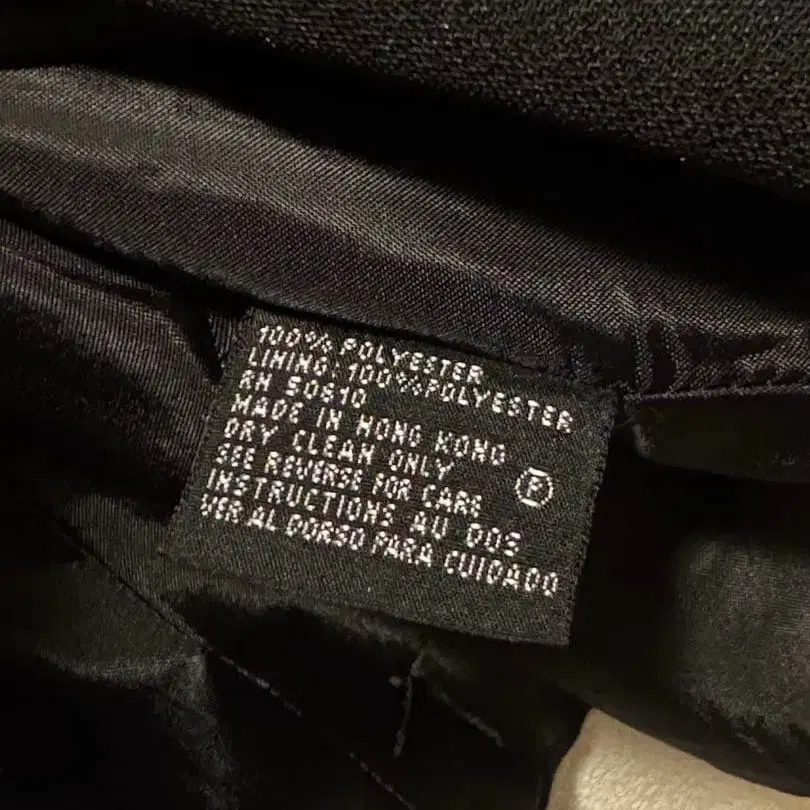 100% POLYESTER
LINING: 100%POLYESTER
RN 50810
MADE IN HONG KONG
DRY CLEAN ONLY Ⓟ
SEE REVERSE FOR CARE
INSTRUCTIONS AU DOS
VER AL DORSO PARA CUIDADO